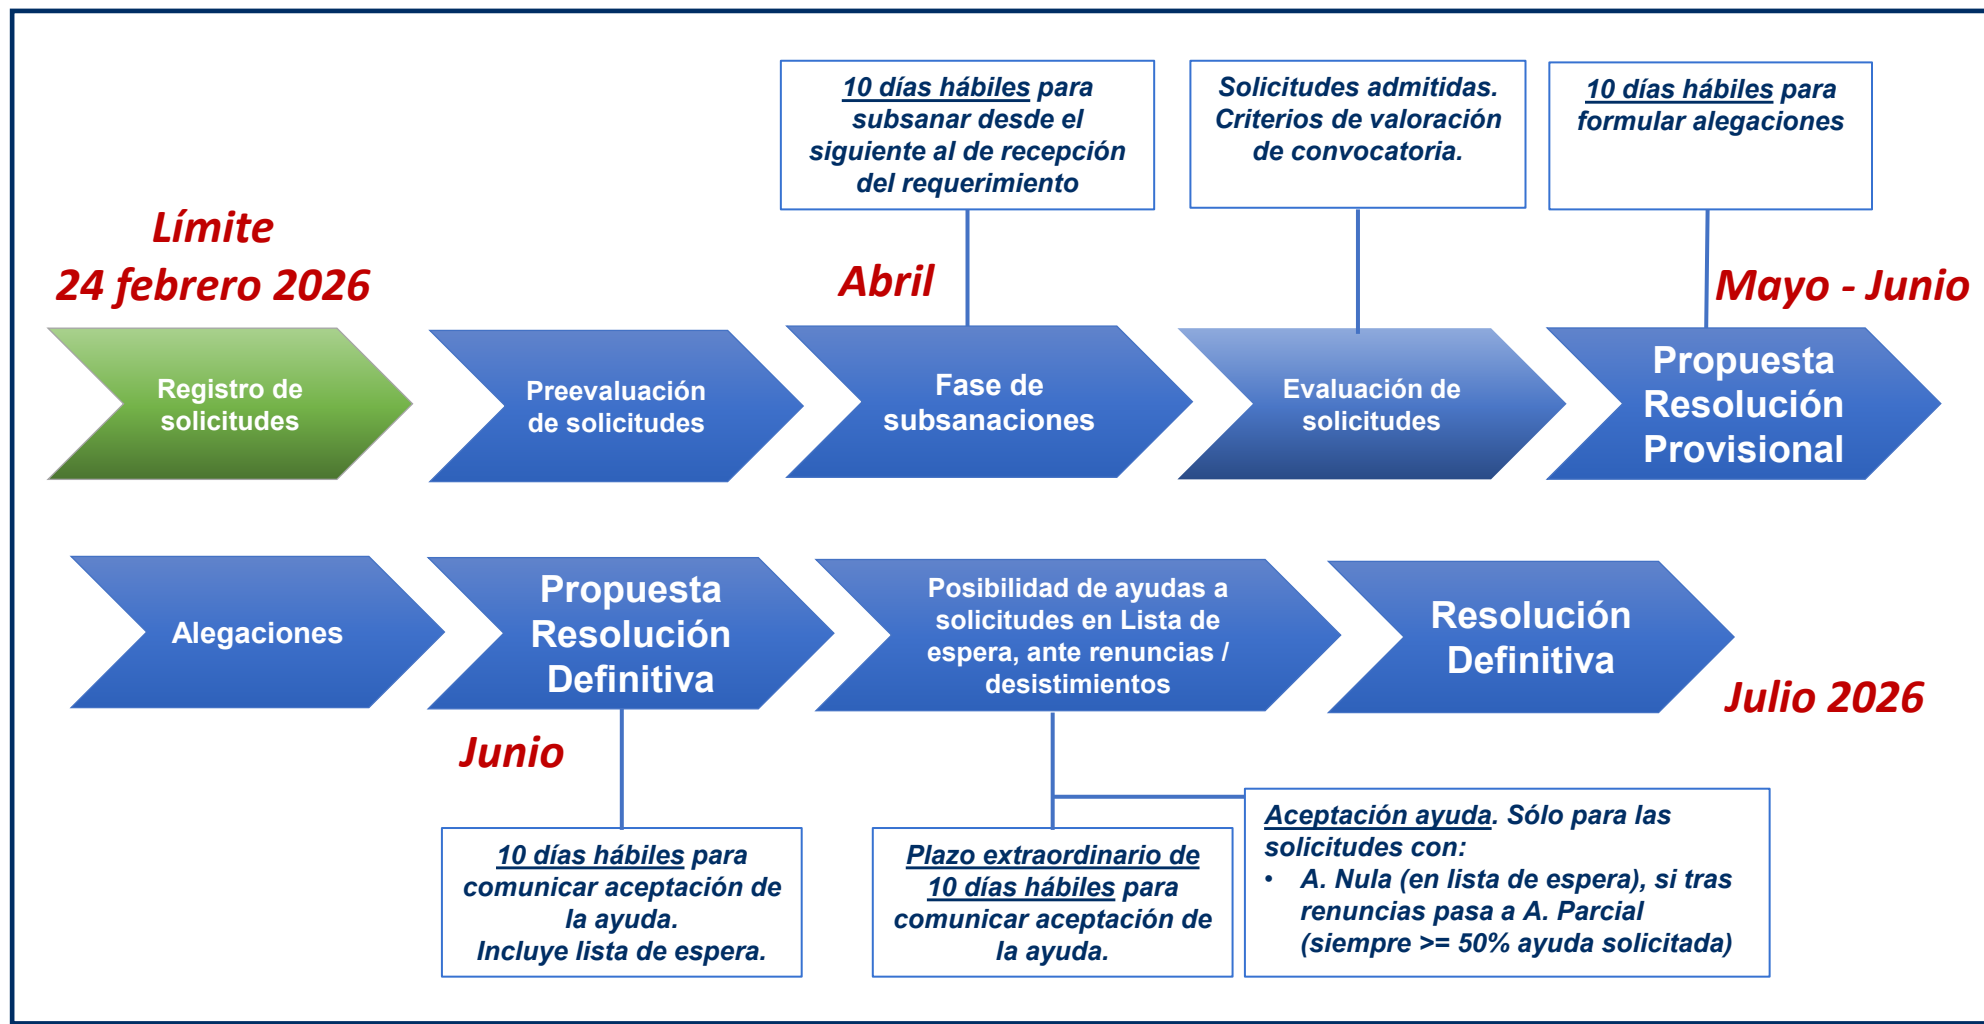 10 días hábiles para
subsanar desde el
siguiente al de recepción
del requerimiento
Solicitudes admitidas.
Criterios de valoración
de convocatoria.
10 días hábiles para
formular alegaciones
Límite
24 febrero 2026
Abril
Mayo - Junio
Registro de
solicitudes
Preevaluación
de solicitudes
Fase de
subsanaciones
Evaluación de
solicitudes
Propuesta
Resolución
Provisional
Alegaciones
Propuesta
Resolución
Definitiva
Posibilidad de ayudas a
solicitudes en Lista de
espera, ante renuncias /
desistimientos
Resolución
Definitiva
Julio 2026
Junio
10 días hábiles para
comunicar aceptación de
la ayuda.
Incluye lista de espera.
Plazo extraordinario de
10 días hábiles para
comunicar aceptación de
la ayuda.
Aceptación ayuda. Sólo para las
solicitudes con:
• A. Nula (en lista de espera), si tras
renuncias pasa a A. Parcial
(siempre >= 50% ayuda solicitada)